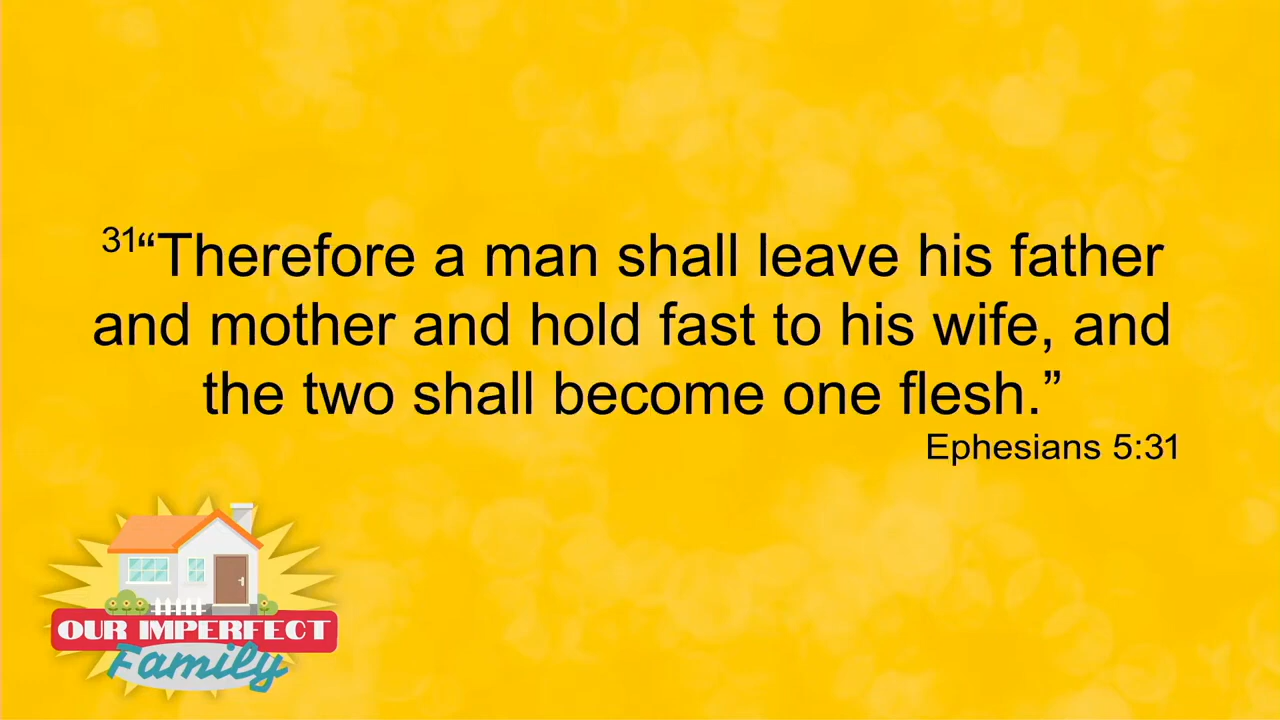 31“Therefore a man shall leave his father
and mother and hold fast to his wife, and
the two shall become one flesh.”
Ephesians 5:31
OUR IMPERFECT
Family